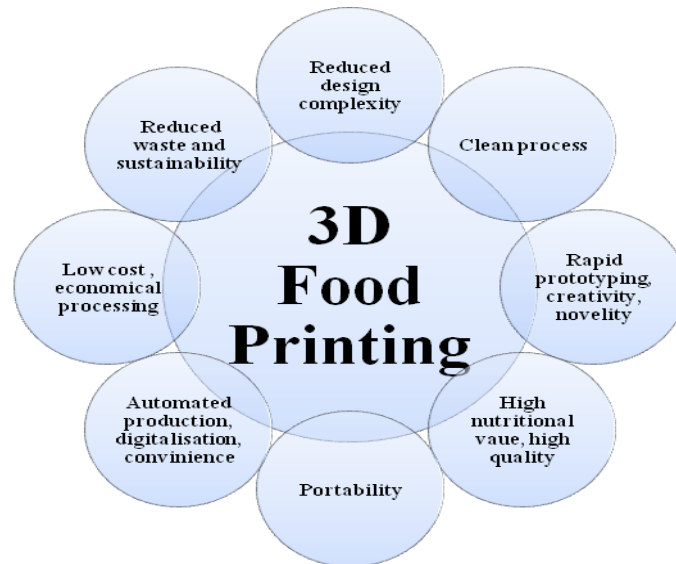 Reduced
design
complexity
Clean process
Rapid
prototyping,
creativity,
novelity
High
nutritional
vaue, high
quality
Portability
Automated
production,
digitalisation,
convinience
Low cost ,
economical
processing
Reduced
waste and
sustainability
3D
Food
Printing